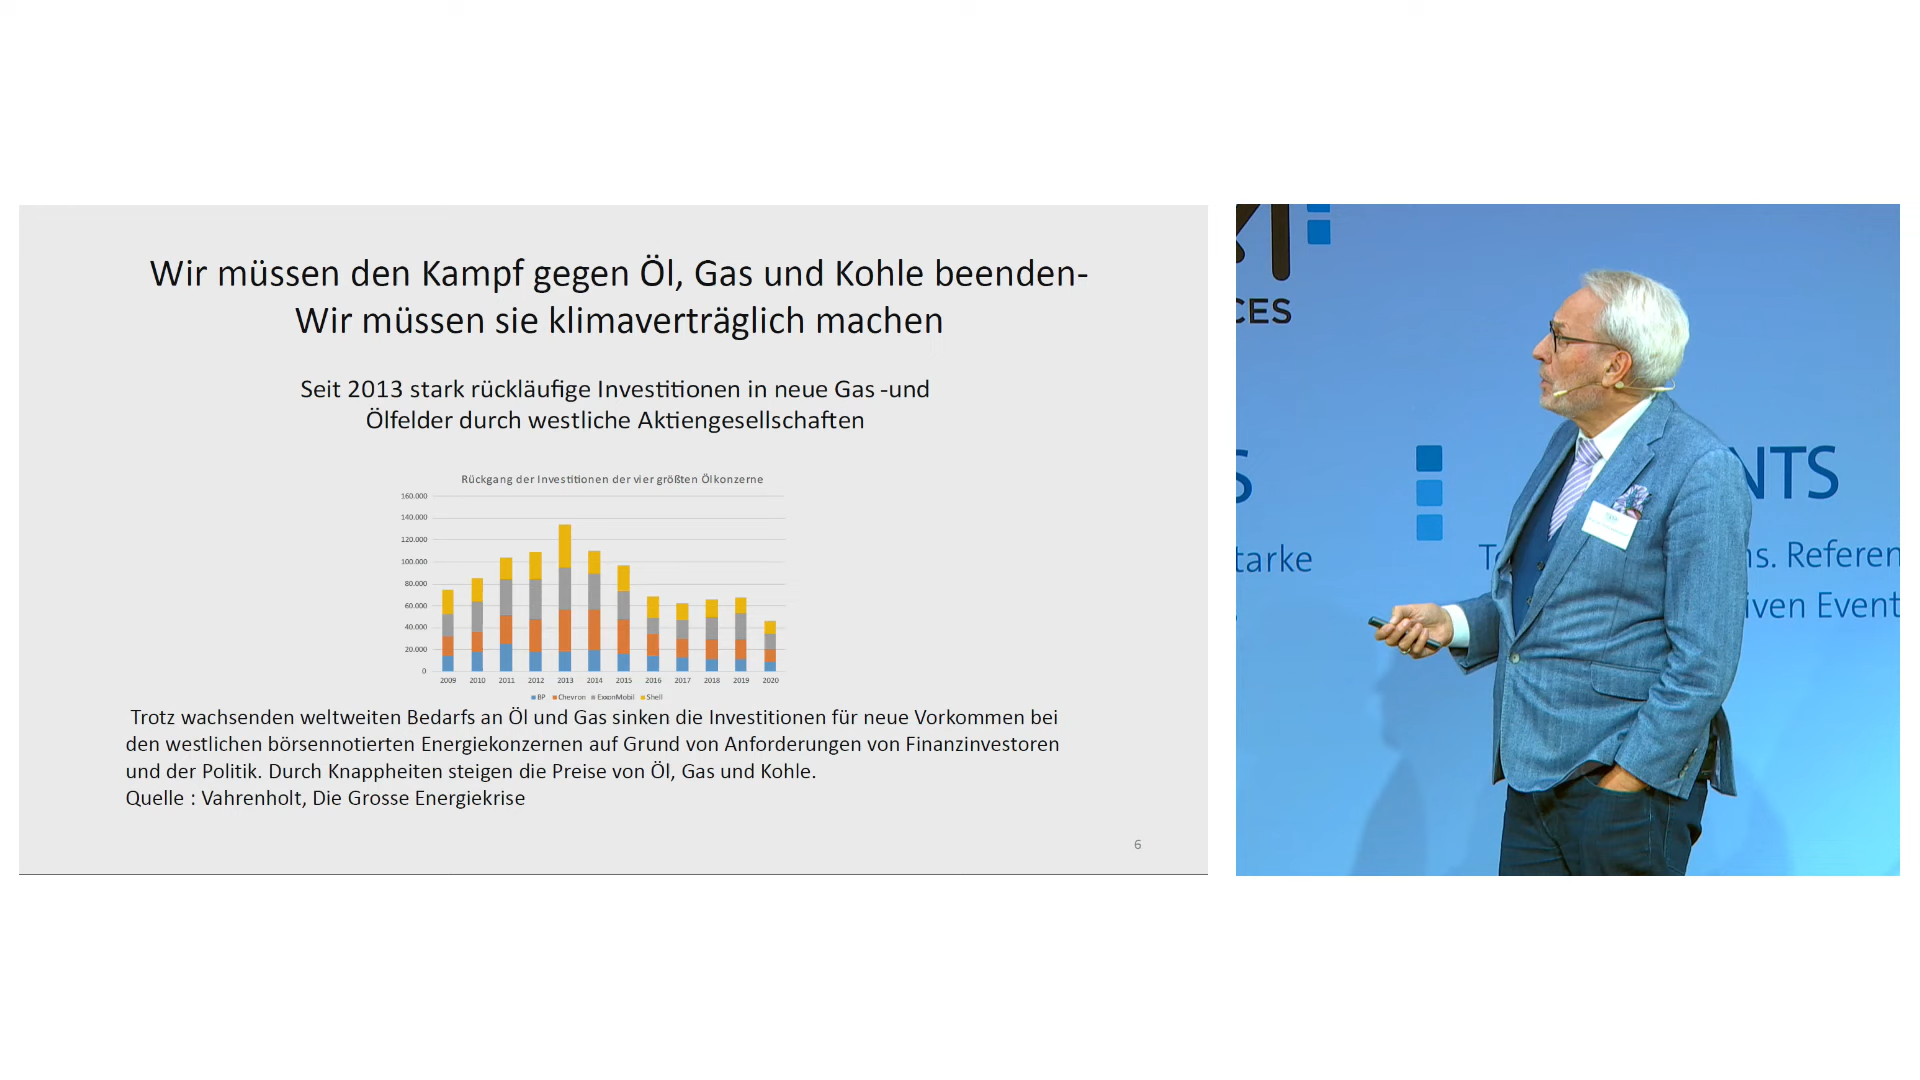 Wir müssen den Kampf gegen Öl, Gas und Kohle beenden-
Wir müssen sie klimaverträglich machen
Seit 2013 stark rückläufige Investitionen in neue Gas -und
Ölfelder durch westliche Aktiengesellschaften
Rückgang der Investitionen der vier größten Ölkonzerne
160.000
140.000
120.000
100.000
80.000
60.000
40.000
20.000
0
2009 2010 2011 2012 2013 2014 2015 2016 2017 2018 2019 2020
BP Chevron ExxonMobil Shell
Trotz wachsenden weltweiten Bedarfs an Öl und Gas sinken die Investitionen für neue Vorkommen bei
den westlichen börsennotierten Energiekonzernen auf Grund von Anforderungen von Finanzinvestoren
und der Politik. Durch Knappheiten steigen die Preise von Öl, Gas und Kohle.
Quelle : Vahrenholt, Die Grosse Energiekrise
6
CES
S
NTS
tarke
ns. Referen
iven Event